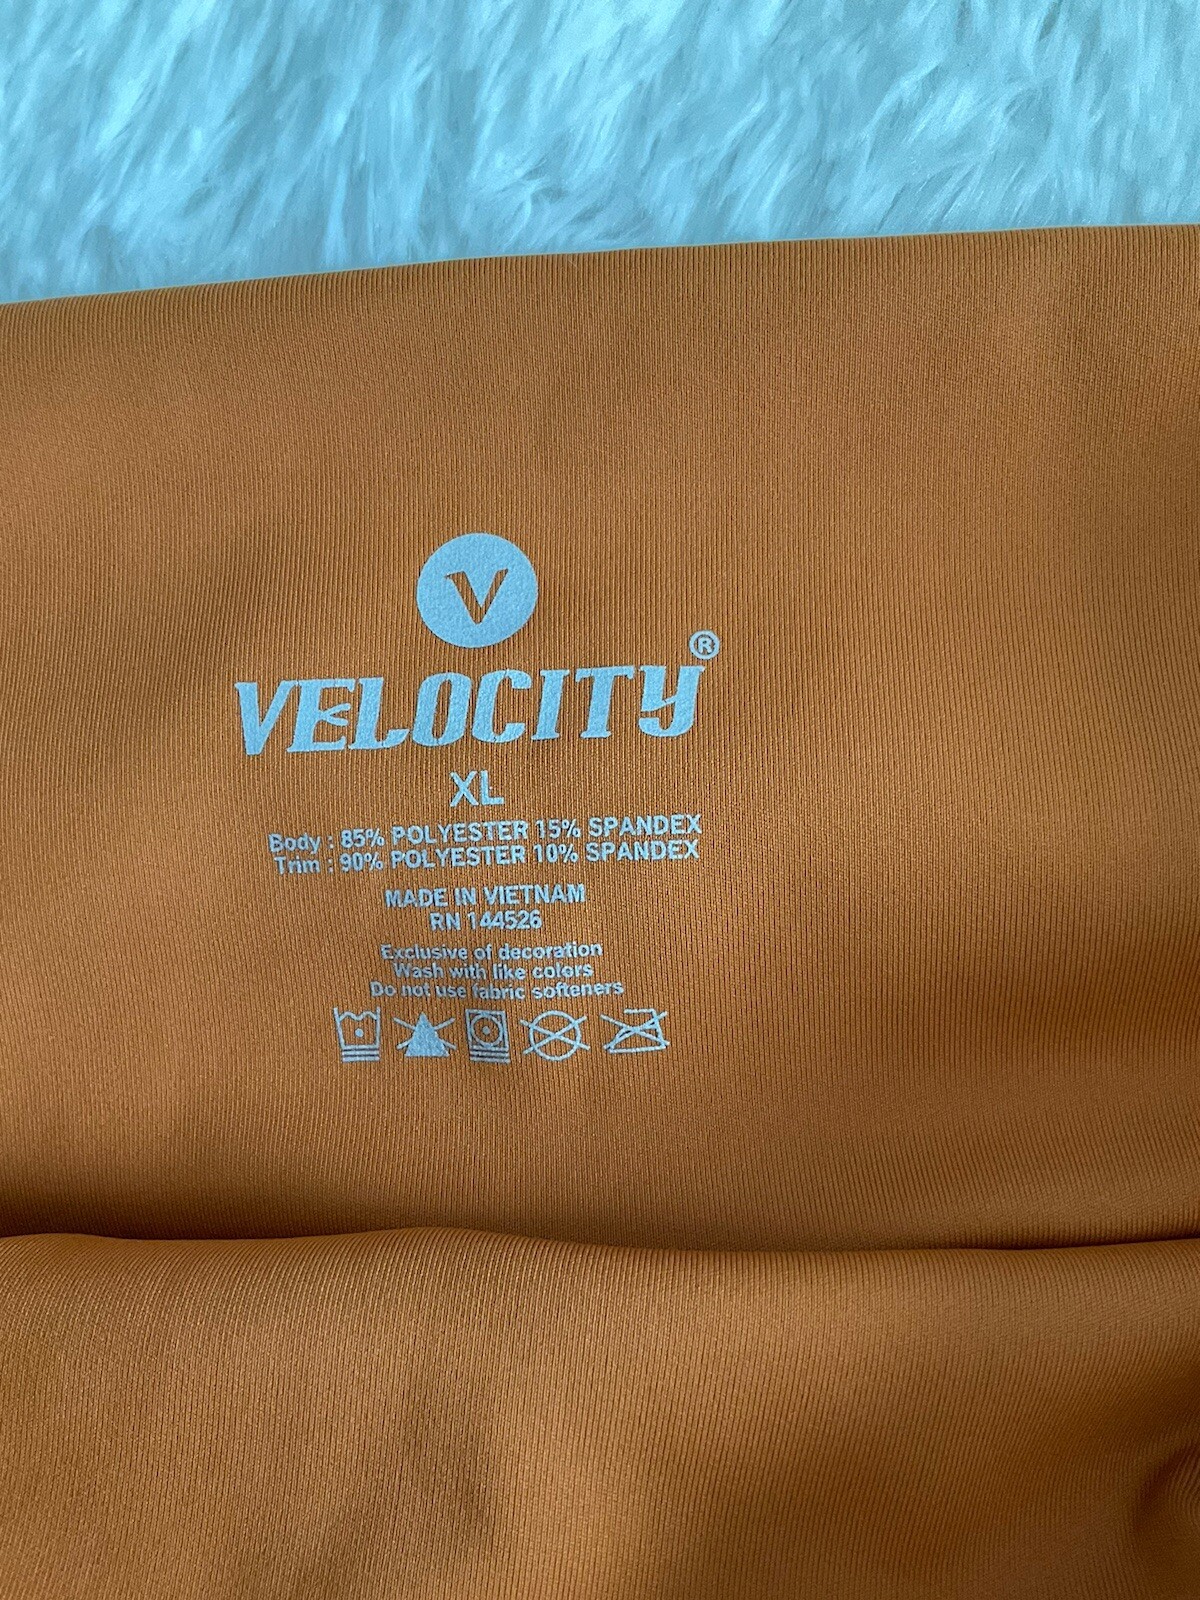 V
VELOCITY®
XL
Body : 85% POLYESTER 15% SPANDEX
Trim : 90% POLYESTER 10% SPANDEX
MADE IN VIETNAM
RN 144526
Exclusive of decoration
Wash with like colors
Do not use fabric softeners